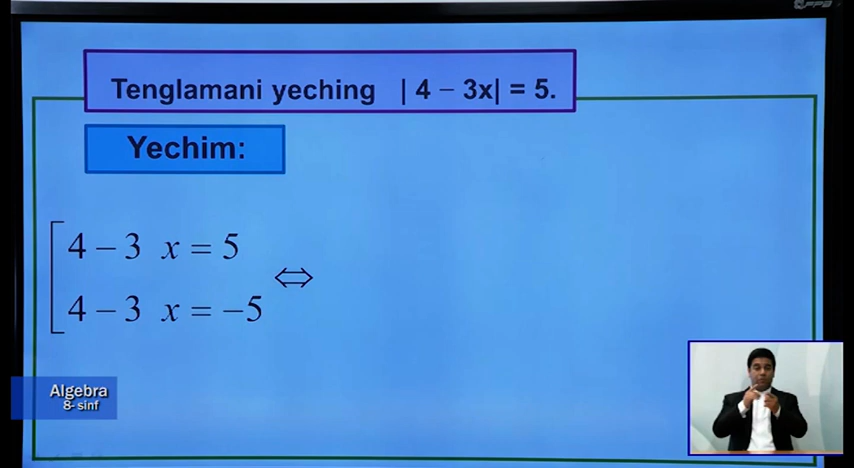 Tenglamani yeching | 4 – 3x| = 5.
Yechim:
4 – 3 x = 5
4 – 3 x = –5
⇔
Algebra
8- sinf